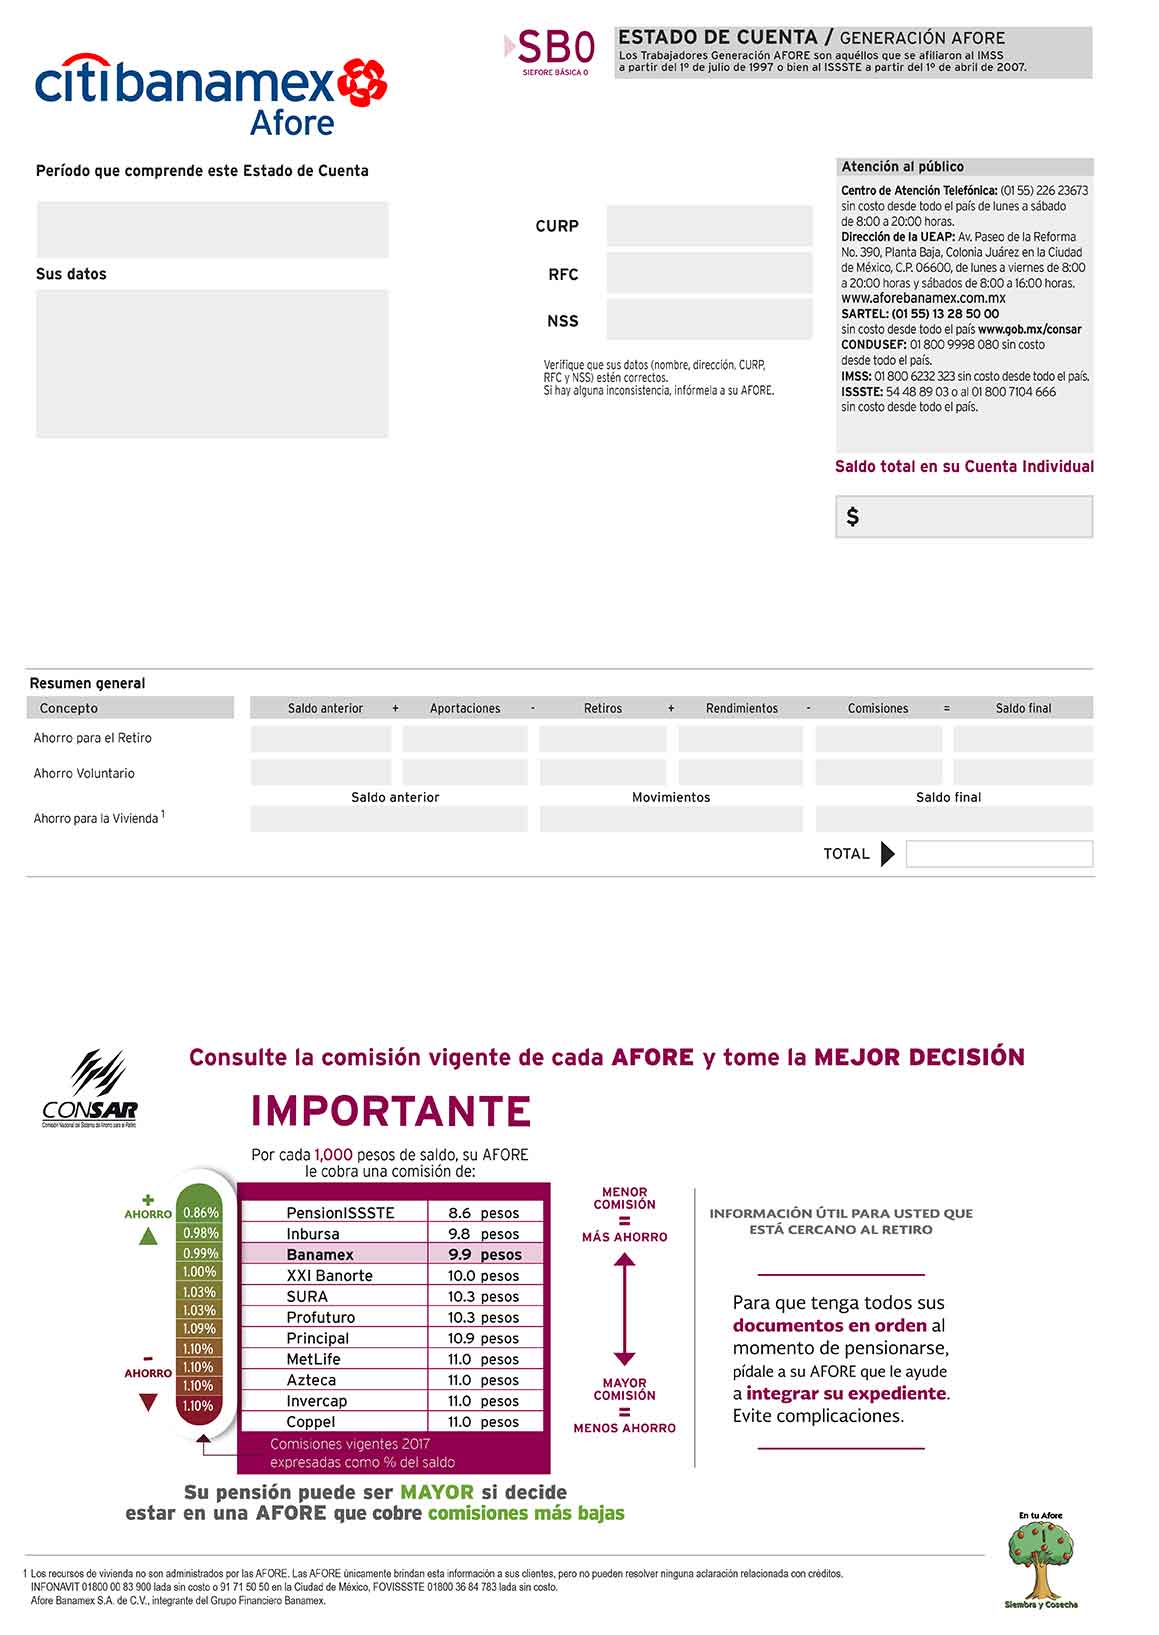 citibanamex
Afore
SB0
SIEFORE BÁSICA 0
ESTADO DE CUENTA / GENERACIÓN AFORE
Los Trabajadores Generación AFORE son aquéllos que se afiliaron al IMSS
a partir del 1º de julio de 1997 o bien al ISSSTE a partir del 1º de abril de 2007.
Período que comprende este Estado de Cuenta
Sus datos
CURP
RFC
NSS
Verifique que sus datos (nombre, dirección, CURP,
RFC y NSS) estén correctos.
Si hay alguna inconsistencia, infórmela a su AFORE.
Atención al público
Centro de Atención Telefónica: (01 55) 226 23673
sin costo desde todo el país de lunes a sábado
de 8:00 a 20:00 horas.
Dirección de la UEAP: Av. Paseo de la Reforma
No. 390, Planta Baja, Colonia Juárez en la Ciudad
de México, C.P. 06600, de lunes a viernes de 8:00
a 20:00 horas y sábados de 8:00 a 16:00 horas.
www.aforebanamex.com.mx
SARTEL: (01 55) 13 28 50 00
sin costo desde todo el país www.gob.mx/consar
CONDUSEF: 01 800 9998 080 sin costo
desde todo el país.
IMSS: 01 800 6232 323 sin costo desde todo el país.
ISSSTE: 54 48 89 03 o al 01 800 7104 666
sin costo desde todo el país.
Saldo total en su Cuenta Individual
$
Resumen general
Concepto Saldo anterior + Aportaciones - Retiros + Rendimientos - Comisiones = Saldo final
Ahorro para el Retiro
Ahorro Voluntario
Saldo anterior Movimientos Saldo final
Ahorro para la Vivienda 1
TOTAL
CONSAR
Comisión Nacional del Sistema de Ahorro para el Retiro
Consulte la comisión vigente de cada AFORE y tome la MEJOR DECISIÓN
IMPORTANTE
Por cada 1,000 pesos de saldo, su AFORE
le cobra una comisión de:
+
AHORRO
0.86% PensionISSSTE 8.6 pesos
0.98% Inbursa 9.8 pesos
0.99% Banamex 9.9 pesos
1.00% XXI Banorte 10.0 pesos
1.03% SURA 10.3 pesos
1.03% Profuturo 10.3 pesos
1.09% Principal 10.9 pesos
1.10% MetLife 11.0 pesos
1.10% Azteca 11.0 pesos
1.10% Invercap 11.0 pesos
1.10% Coppel 11.0 pesos
-
AHORRO
Comisiones vigentes 2017
expresadas como % del saldo
MENOR
COMISIÓN
=
MÁS AHORRO
MAYOR
COMISIÓN
=
MENOS AHORRO
INFORMACIÓN ÚTIL PARA USTED QUE
ESTÁ CERCANO AL RETIRO
Para que tenga todos sus
documentos en orden al
momento de pensionarse,
pídale a su AFORE que le ayude
a integrar su expediente.
Evite complicaciones.
Su pensión puede ser MAYOR si decide
estar en una AFORE que cobre comisiones más bajas
En tu Afore
Siembra y Cosecha
1 Los recursos de vivienda no son administrados por las AFORE. Las AFORE únicamente brindan esta información a sus clientes, pero no pueden resolver ninguna aclaración relacionada con créditos.
INFONAVIT 01800 00 83 900 lada sin costo o 91 71 50 50 en la Ciudad de México, FOVISSSTE 01800 36 84 783 lada sin costo.
Afore Banamex S.A. de C.V., integrante del Grupo Financiero Banamex.